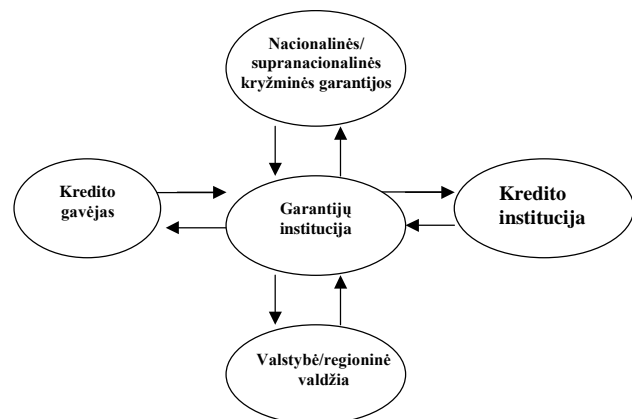 Nacionalinės/
supranacionalinės
kryžminės garantijos
Kredito
gavėjas
Garantijų
institucija
Kredito
institucija
Valstybė/regioninė
valdžia